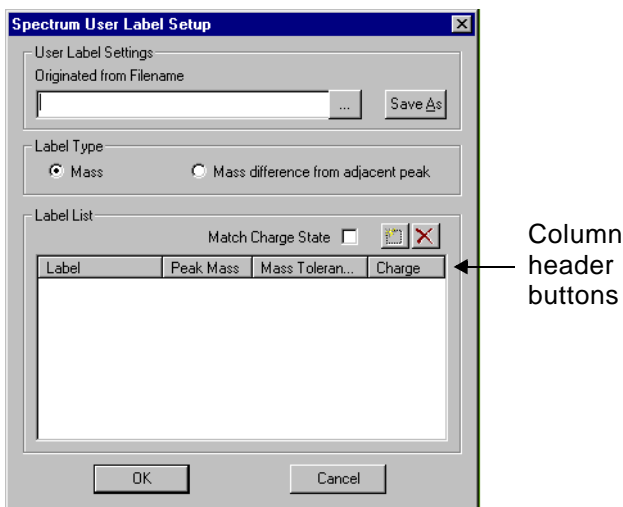 Spectrum User Label Setup
User Label Settings
Originated from Filename
... Save As
Label Type
Mass Mass difference from adjacent peak
Label List
Match Charge State
Label Peak Mass Mass Toleran... Charge
Column
header
buttons
OK Cancel